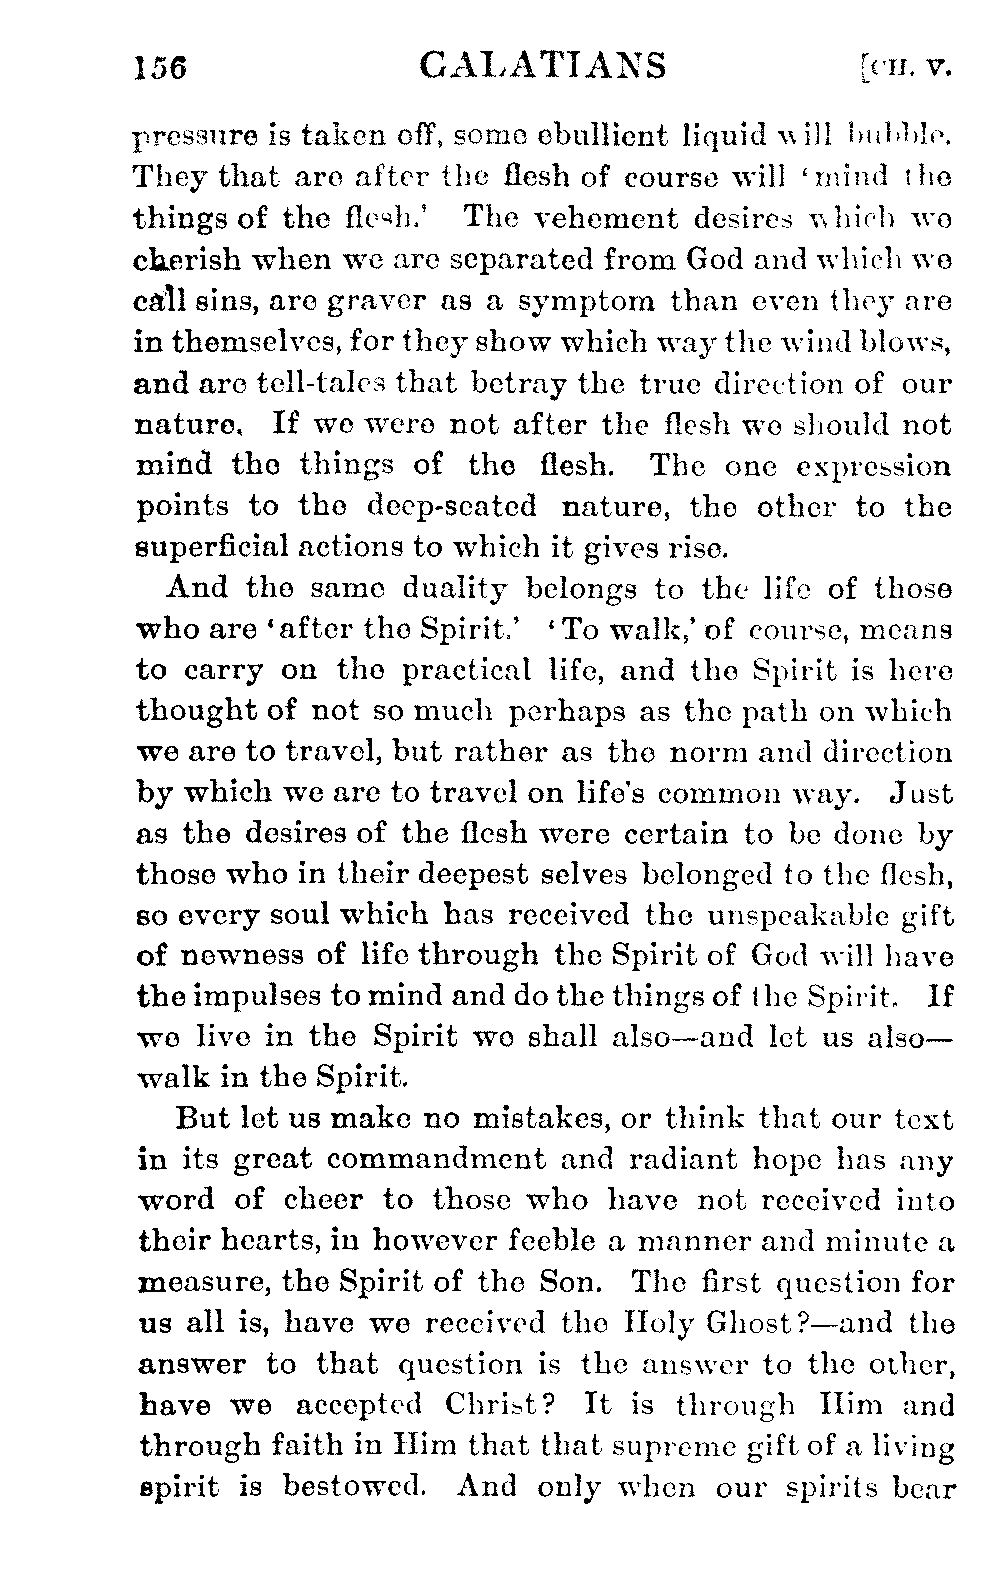 156 GALATIANS [CH. V.
pressure is taken off, some ebullient liquid will bubble.
They that are after the flesh of course will ‘mind the
things of the flesh.’ The vehement desires which we
cherish when we are separated from God and which we
call sins, are graver as a symptom than even they are
in themselves, for they show which way the wind blows,
and are tell-tales that betray the true direction of our
nature. If we were not after the flesh we should not
mind the things of the flesh. The one expression
points to the deep-seated nature, the other to the
superficial actions to which it gives rise.
And the same duality belongs to the life of those
who are ‘after the Spirit.’ ‘To walk,’ of course, means
to carry on the practical life, and the Spirit is here
thought of not so much perhaps as the path on which
we are to travel, but rather as the norm and direction
by which we are to travel on life's common way. Just
as the desires of the flesh were certain to be done by
those who in their deepest selves belonged to the flesh,
so every soul which has received the unspeakable gift
of newness of life through the Spirit of God will have
the impulses to mind and do the things of the Spirit. If
we live in the Spirit we shall also—and let us also—
walk in the Spirit.
But let us make no mistakes, or think that our text
in its great commandment and radiant hope has any
word of cheer to those who have not received into
their hearts, in however feeble a manner and minute a
measure, the Spirit of the Son. The first question for
us all is, have we received the Holy Ghost?—and the
answer to that question is the answer to the other,
have we accepted Christ? It is through Him and
through faith in Him that that supreme gift of a living
spirit is bestowed. And only when our spirits bear